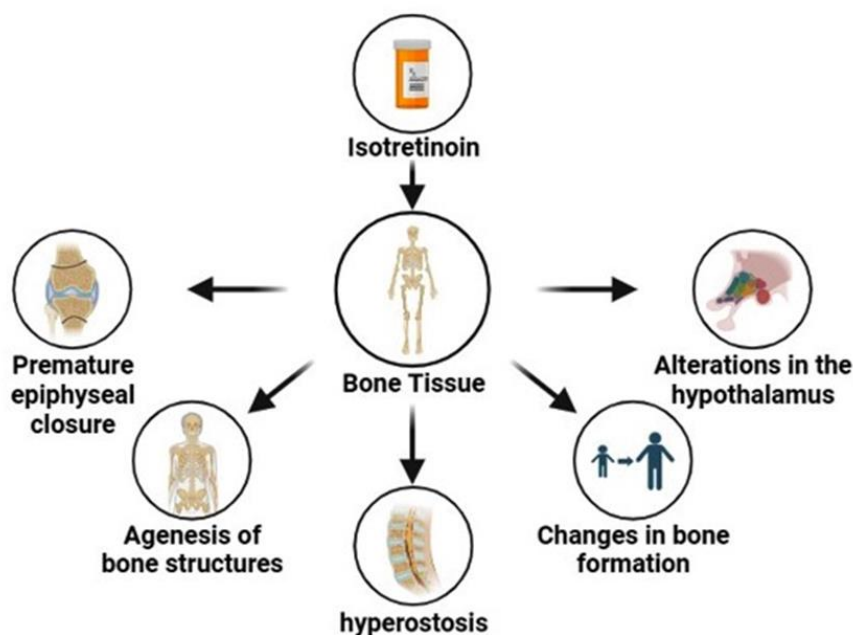 Isotretinoin
Bone Tissue
Premature
epiphyseal
closure
Alterations in the
hypothalamus
Agenesis of
bone structures
Changes in bone
formation
hyperostosis